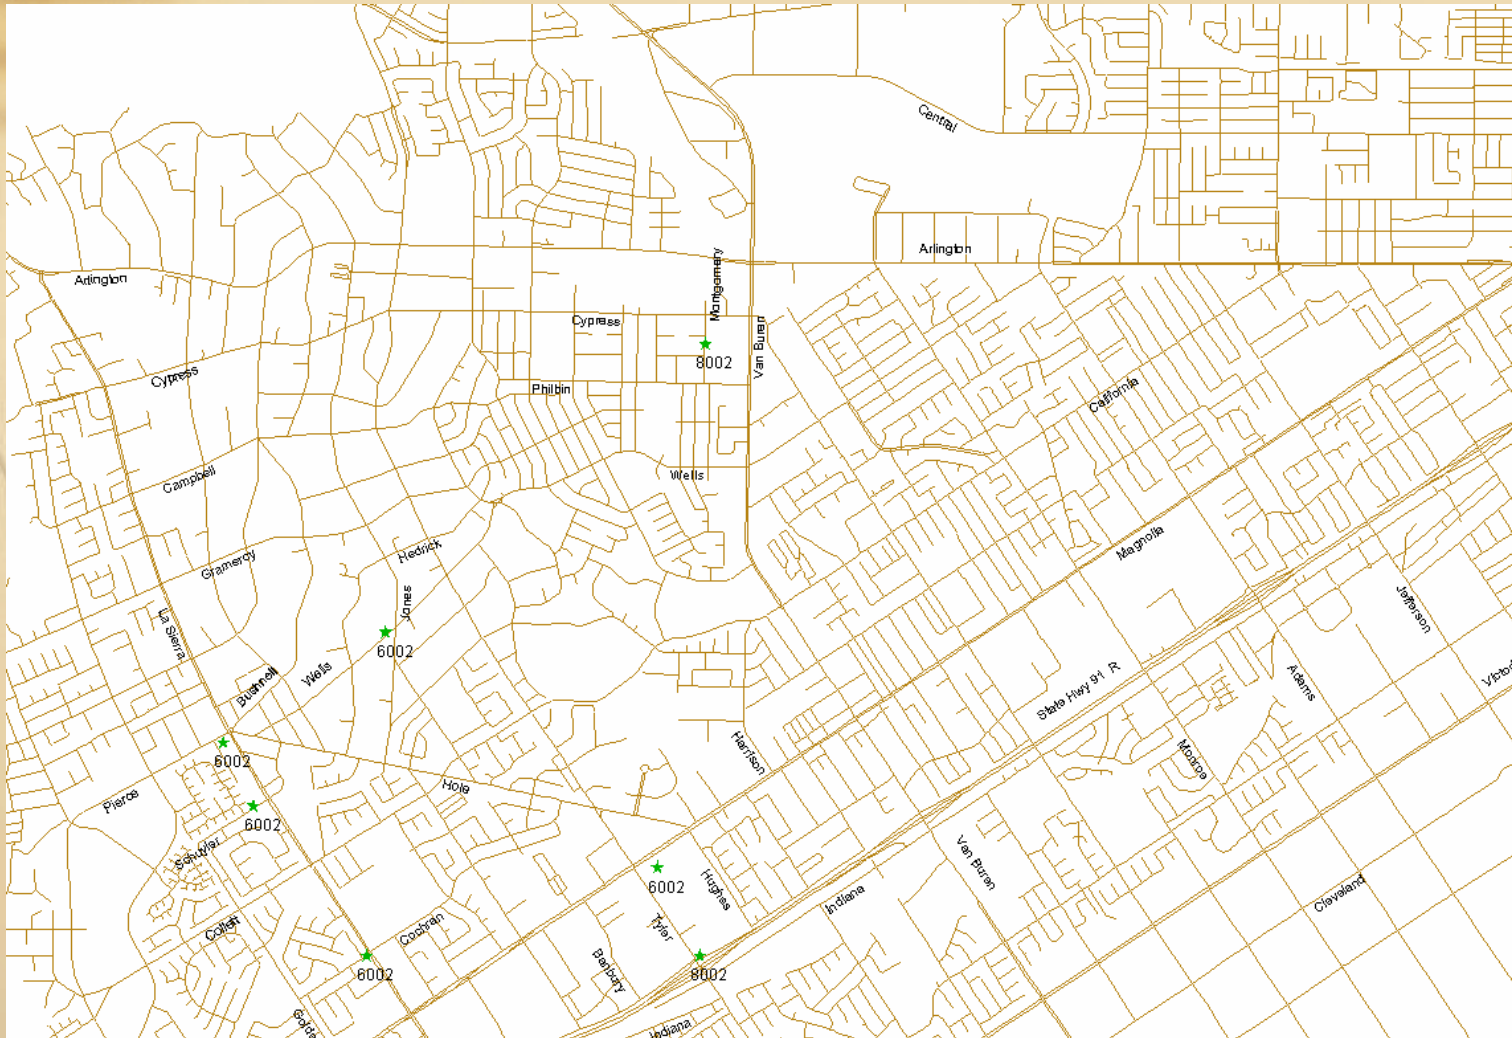 Central
Arlington
Arlington
Montgomery
Cypress
Van Buren
8002
Cypress
Philbin
California
Campbell
Wells
Magnolia
Hedrick
Gramercy
Jones
Jefferson
La Sierra
6002
Bushnell
Wells
State Hwy 91 R
Adams
Harrison
Monroe
6002
Hole
Pierce
6002
Schuyler
Van Buren
6002
Hughes
Indiana
Cleveland
Collett
Cochran
Tyler
Banbury
6002
8002
Indiana